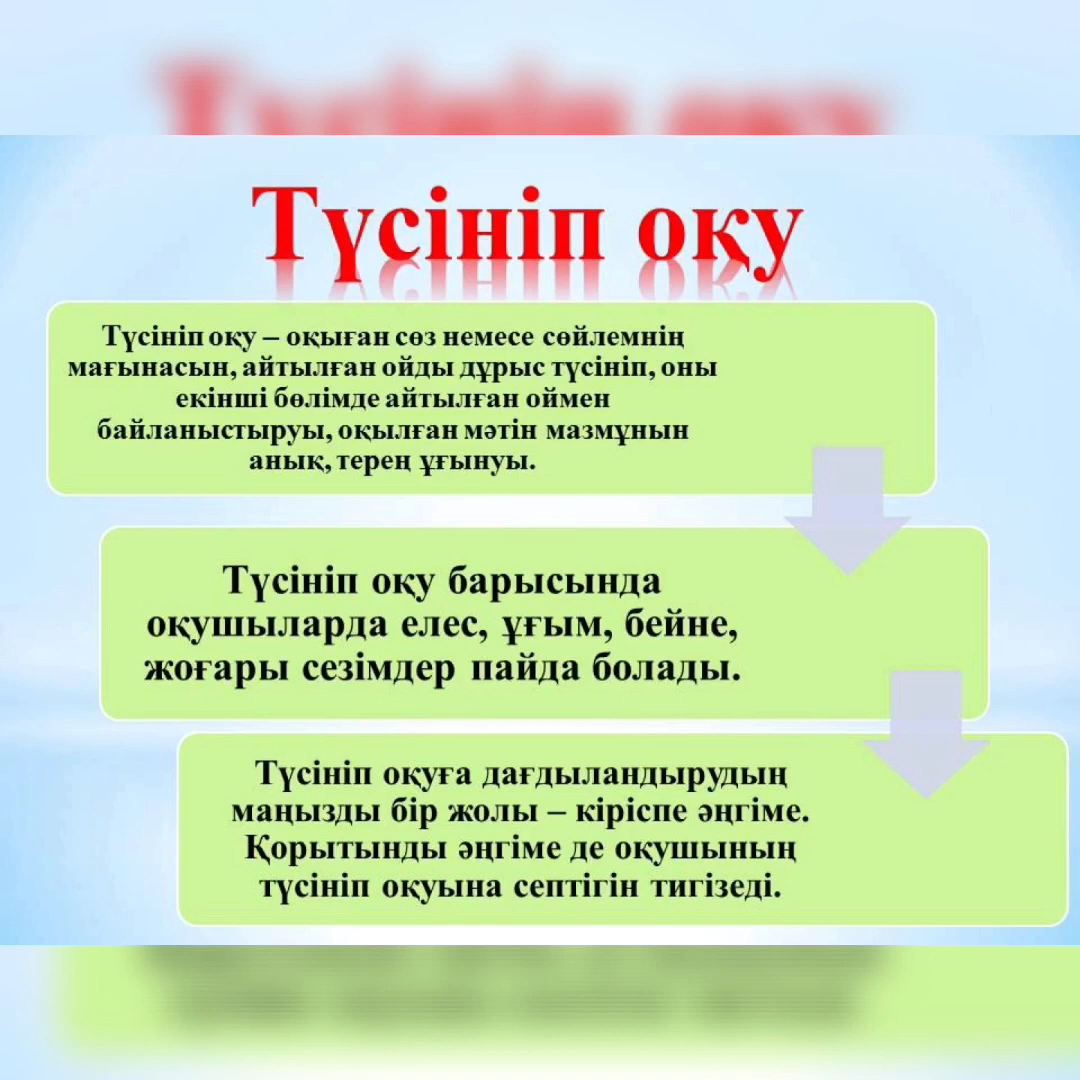 Түсініп оқу
Түсініп оқу – оқыған сөз немесе сөйлемнің
мағынасын, айтылған ойды дұрыс түсініп, оны
екінші бөлімде айтылған оймен
байланыстыруы, оқылған мәтін мазмұнын
анық, терең ұғынуы.
Түсініп оқу барысында
оқушыларда елес, ұғым, бейне,
жоғары сезімдер пайда болады.
Түсініп оқуға дағдыландырудың
маңызды бір жолы – кіріспе әңгіме.
Қорытынды әңгіме де оқушының
түсініп оқуына септігін тигізеді.